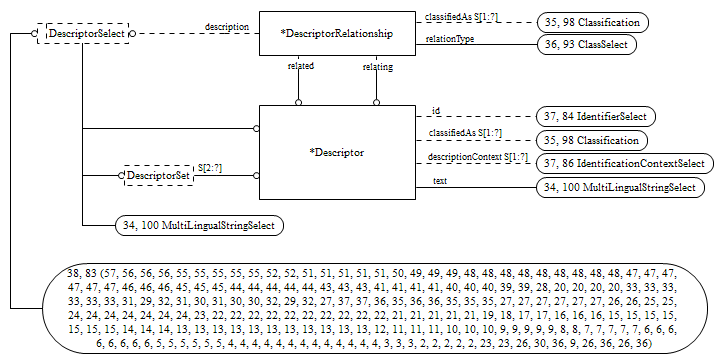 classifiedAs S[1:?]
35, 98 Classification
DescriptorSelect
description
*DescriptorRelationship
relationType
36, 93 ClassSelect
related
relating
id
37, 84 IdentifierSelect
classifiedAs S[1:?]
35, 98 Classification
*Descriptor
descriptionContext S[1:?]
37, 86 IdentificationContextSelect
DescriptorSet
S[2:?]
text
34, 100 MultiLingualStringSelect
34, 100 MultiLingualStringSelect
38, 83 (57, 56, 56, 56, 55, 55, 55, 55, 55, 52, 52, 51, 51, 51, 51, 51, 50, 49, 49, 49, 48, 48, 48, 48, 48, 48, 48, 48, 48, 47, 47, 47,
47, 47, 47, 47, 46, 46, 46, 46, 45, 45, 45, 44, 44, 44, 44, 44, 44, 44, 44, 41, 41, 40, 40, 40, 39, 39, 28, 20, 20, 20, 33, 33, 33,
33, 33, 33, 31, 29, 32, 31, 30, 31, 30, 30, 32, 29, 32, 27, 37, 37, 36, 35, 36, 36, 35, 35, 35, 27, 27, 27, 27, 27, 27, 26, 26, 25, 25,
24, 24, 24, 24, 24, 24, 23, 23, 22, 22, 22, 22, 22, 22, 22, 22, 22, 22, 21, 21, 21, 21, 21, 21, 19, 18, 17, 17, 16, 16, 15, 15, 15, 15,
15, 15, 15, 14, 14, 14, 13, 13, 13, 13, 13, 13, 13, 13, 13, 13, 13, 12, 11, 11, 11, 10, 10, 10, 9, 9, 9, 9, 9, 8, 8, 7, 7, 7, 7, 7, 6, 6, 6,
6, 6, 6, 6, 6, 5, 5, 5, 5, 5, 5, 4, 4, 4, 4, 4, 4, 4, 4, 4, 4, 4, 4, 4, 4, 3, 3, 3, 2, 2, 2, 2, 2, 2, 23, 23, 26, 30, 36, 9, 26, 36, 26, 36)